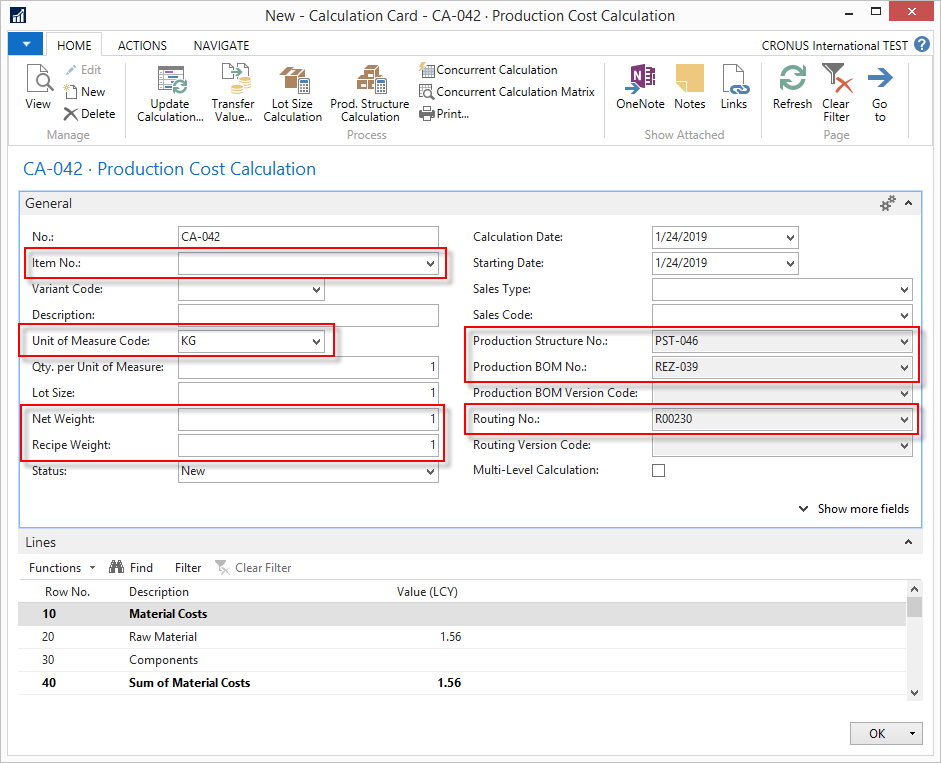 New - Calculation Card - CA-042 · Production Cost Calculation
HOME ACTIONS NAVIGATE CRONUS International TEST
View
Edit
New
Delete
Manage
Update Calculation...
Transfer Value...
Lot Size Calculation
Prod. Structure Calculation
Concurrent Calculation
Concurrent Calculation Matrix
Print...
Process
OneNote
Notes
Links
Show Attached
Refresh
Clear Filter
Go to
Page
CA-042 · Production Cost Calculation
General
No.: CA-042
Item No.:
Variant Code:
Description:
Unit of Measure Code: KG
Qty. per Unit of Measure: 1
Lot Size: 1
Net Weight: 1
Recipe Weight: 1
Status: New
Calculation Date: 1/24/2019
Starting Date: 1/24/2019
Sales Type:
Sales Code:
Production Structure No.: PST-046
Production BOM No.: REZ-039
Production BOM Version Code:
Routing No.: R00230
Routing Version Code:
Multi-Level Calculation:
Show more fields
Lines
Functions Find Filter Clear Filter
Row No. Description Value (LCY)
10 Material Costs
20 Raw Material 1.56
30 Components
40 Sum of Material Costs 1.56
OK